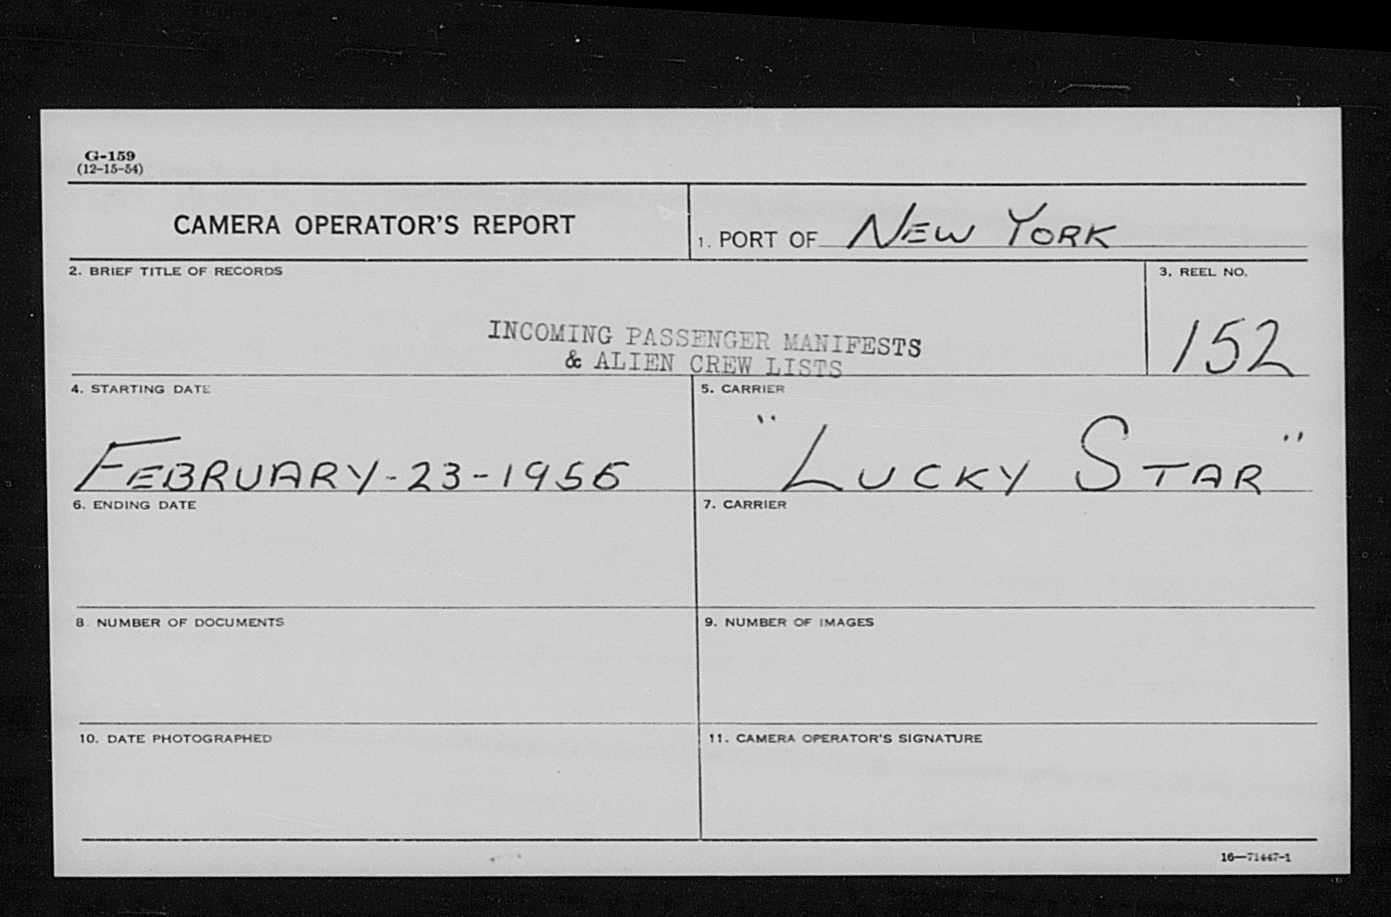 G-159
(12-15-54)
CAMERA OPERATOR'S REPORT
1. PORT OF NEW YORK
2. BRIEF TITLE OF RECORDS
3. REEL NO.
INCOMING PASSENGER MANIFESTS
& ALIEN CREW LISTS
152
4. STARTING DATE
5. CARRIER
FEBRUARY-23-1956
"LUCKY STAR"
6. ENDING DATE
7. CARRIER
8. NUMBER OF DOCUMENTS
9. NUMBER OF IMAGES
10. DATE PHOTOGRAPHED
11. CAMERA OPERATOR'S SIGNATURE
16—71447-1